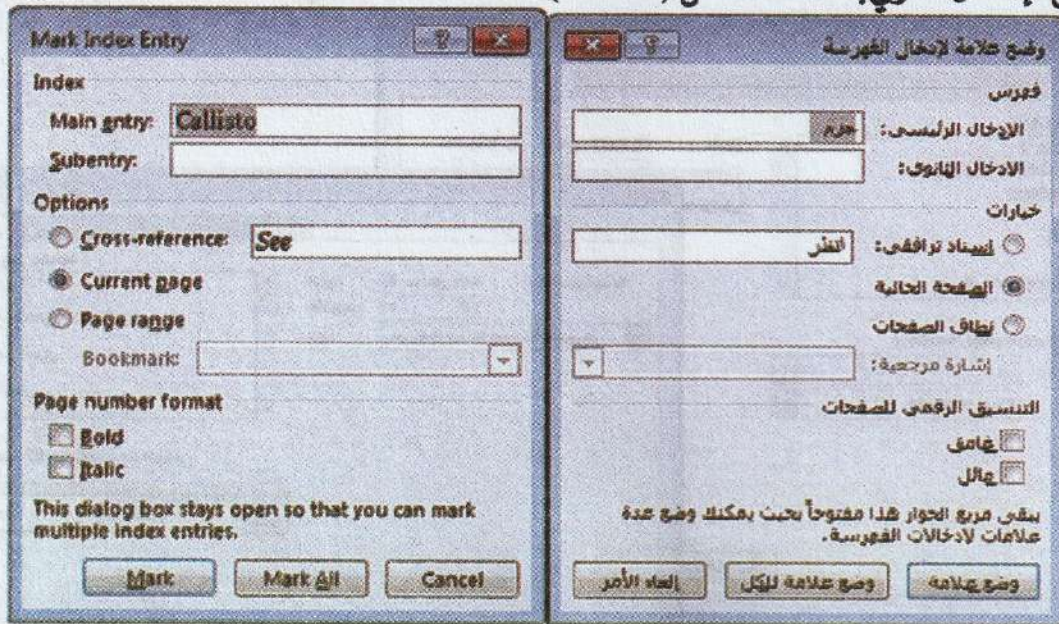 Mark Index Entry
Index
Main entry: Callisto
Subentry:
Options
Cross-reference: See
Current page
Page range
Bookmark:
Page number format
Bold
Italic
This dialog box stays open so that you can mark
multiple index entries.
Mark Mark All Cancel
وضع علامة لإدخال الفهرسة
فهرس
الإدخال الرئيسي:
الادخال الثانوي:
خيارات
إسناد ترافقي: انظر
الصفحة الحالية
نطاق الصفحات
إشارة مرجعية:
التنسيق الرقمي للصفحات
غامق
مائل
يبقى مربع الحوار هذا مفتوحاً بحيث يمكنك وضع عدة
علامات لادخالات الفهرسة.
وضع علامة وضع علامة للكل إلغاء الأمر